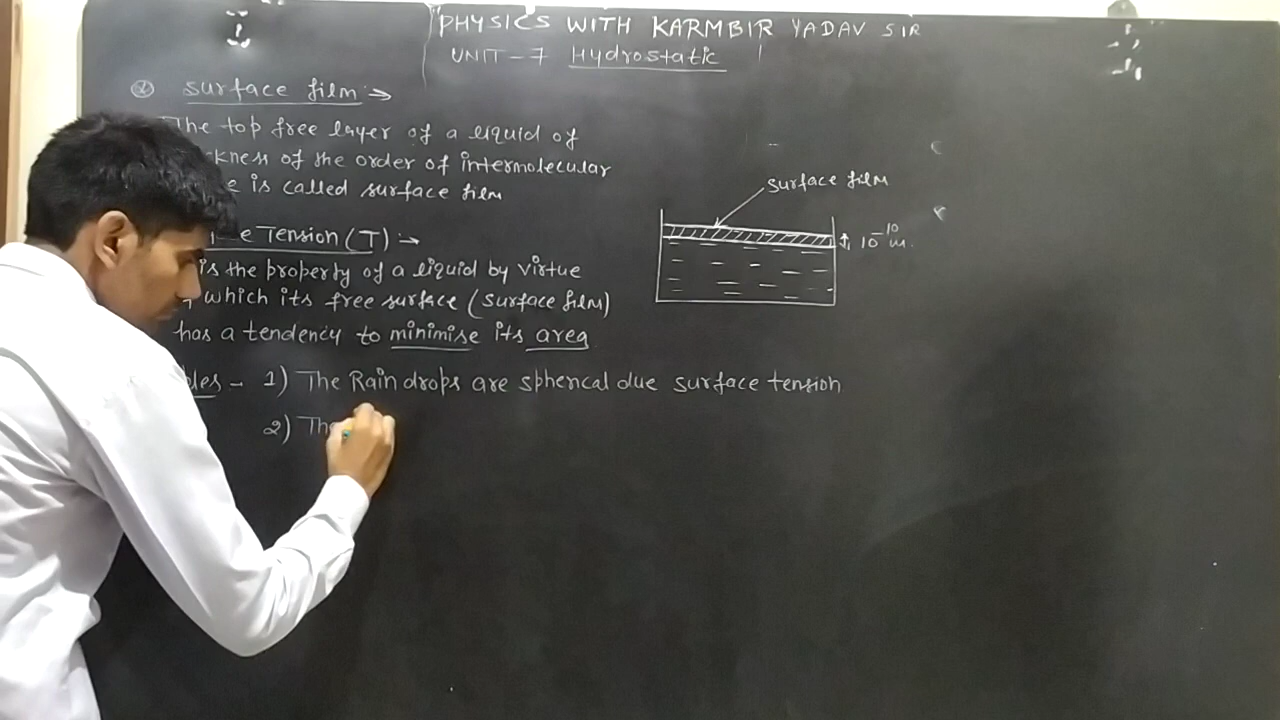 PHYSICS WITH KARMBIR YADAV SIR
UNIT - 7 Hydrostatic
surface film →
The top free layer of a liquid of
kness of the order of intermolecular
e is called surface film
e Tension (T) →
is the property of a liquid by virtue
which its free surface (surface film)
has a tendency to minimise its area
ples - 1) The Rain drops are spherical due surface tension
2) The
surface film
10⁻¹⁰ m.